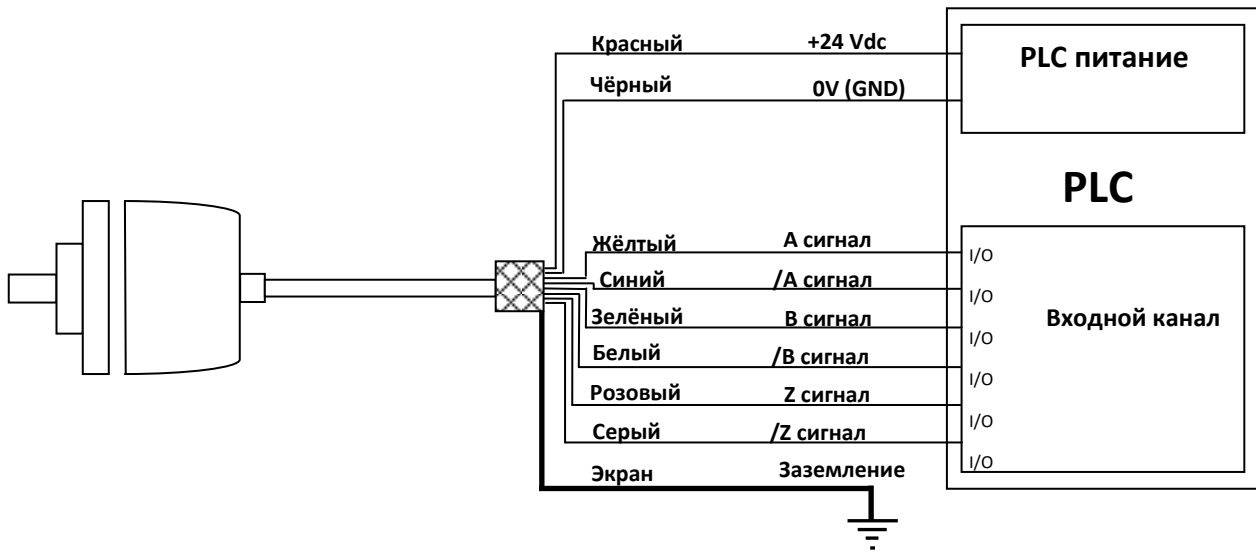 Красный +24 Vdc
PLC питание
Чёрный 0V (GND)
PLC
Жёлтый A сигнал I/O
Синий /A сигнал I/O
Входной канал
Зелёный B сигнал I/O
Белый /B сигнал I/O
Розовый Z сигнал I/O
Серый /Z сигнал I/O
Экран Заземление